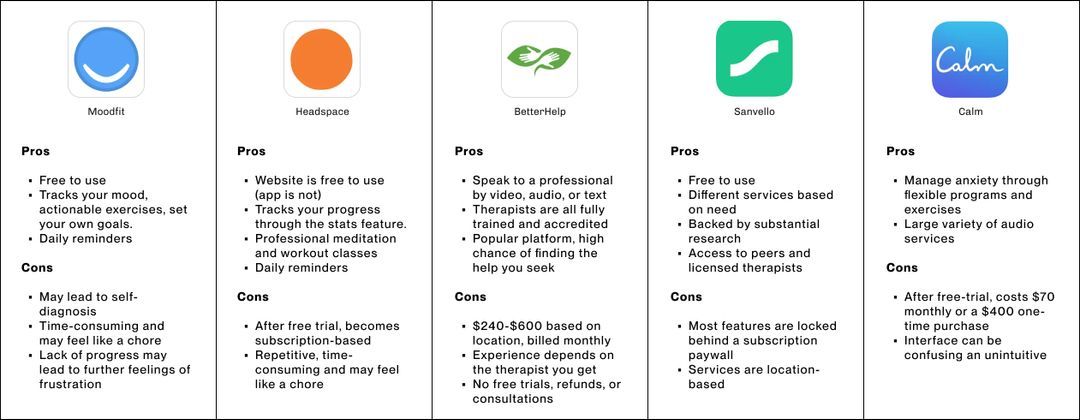 Moodfit
Pros
Free to use
Tracks your mood,
actionable exercises, set
your own goals.
Daily reminders
Cons
May lead to self-
diagnosis
Time-consuming and
may feel like a chore
Lack of progress may
lead to further feelings of
frustration
Headspace
Pros
Website is free to use
(app is not)
Tracks your progress
through the stats feature.
Professional meditation
and workout classes
Daily reminders
Cons
After free trial, becomes
subscription-based
Repetitive, time-
consuming and may feel
like a chore
BetterHelp
Pros
Speak to a professional
by video, audio, or text
Therapists are all fully
trained and accredited
Popular platform, high
chance of finding the
help you seek
Cons
$240-$600 based on
location, billed monthly
Experience depends on
the therapist you get
No free trials, refunds, or
consultations
Sanvello
Pros
Free to use
Different services based
on need
Backed by substantial
research
Access to peers and
licensed therapists
Cons
Most features are locked
behind a subscription
paywall
Services are location-
based
Calm
Calm
Pros
Manage anxiety through
flexible programs and
exercises
Large variety of audio
services
Cons
After free-trial, costs $70
monthly or a $400 one-
time purchase
Interface can be
confusing an unintuitive